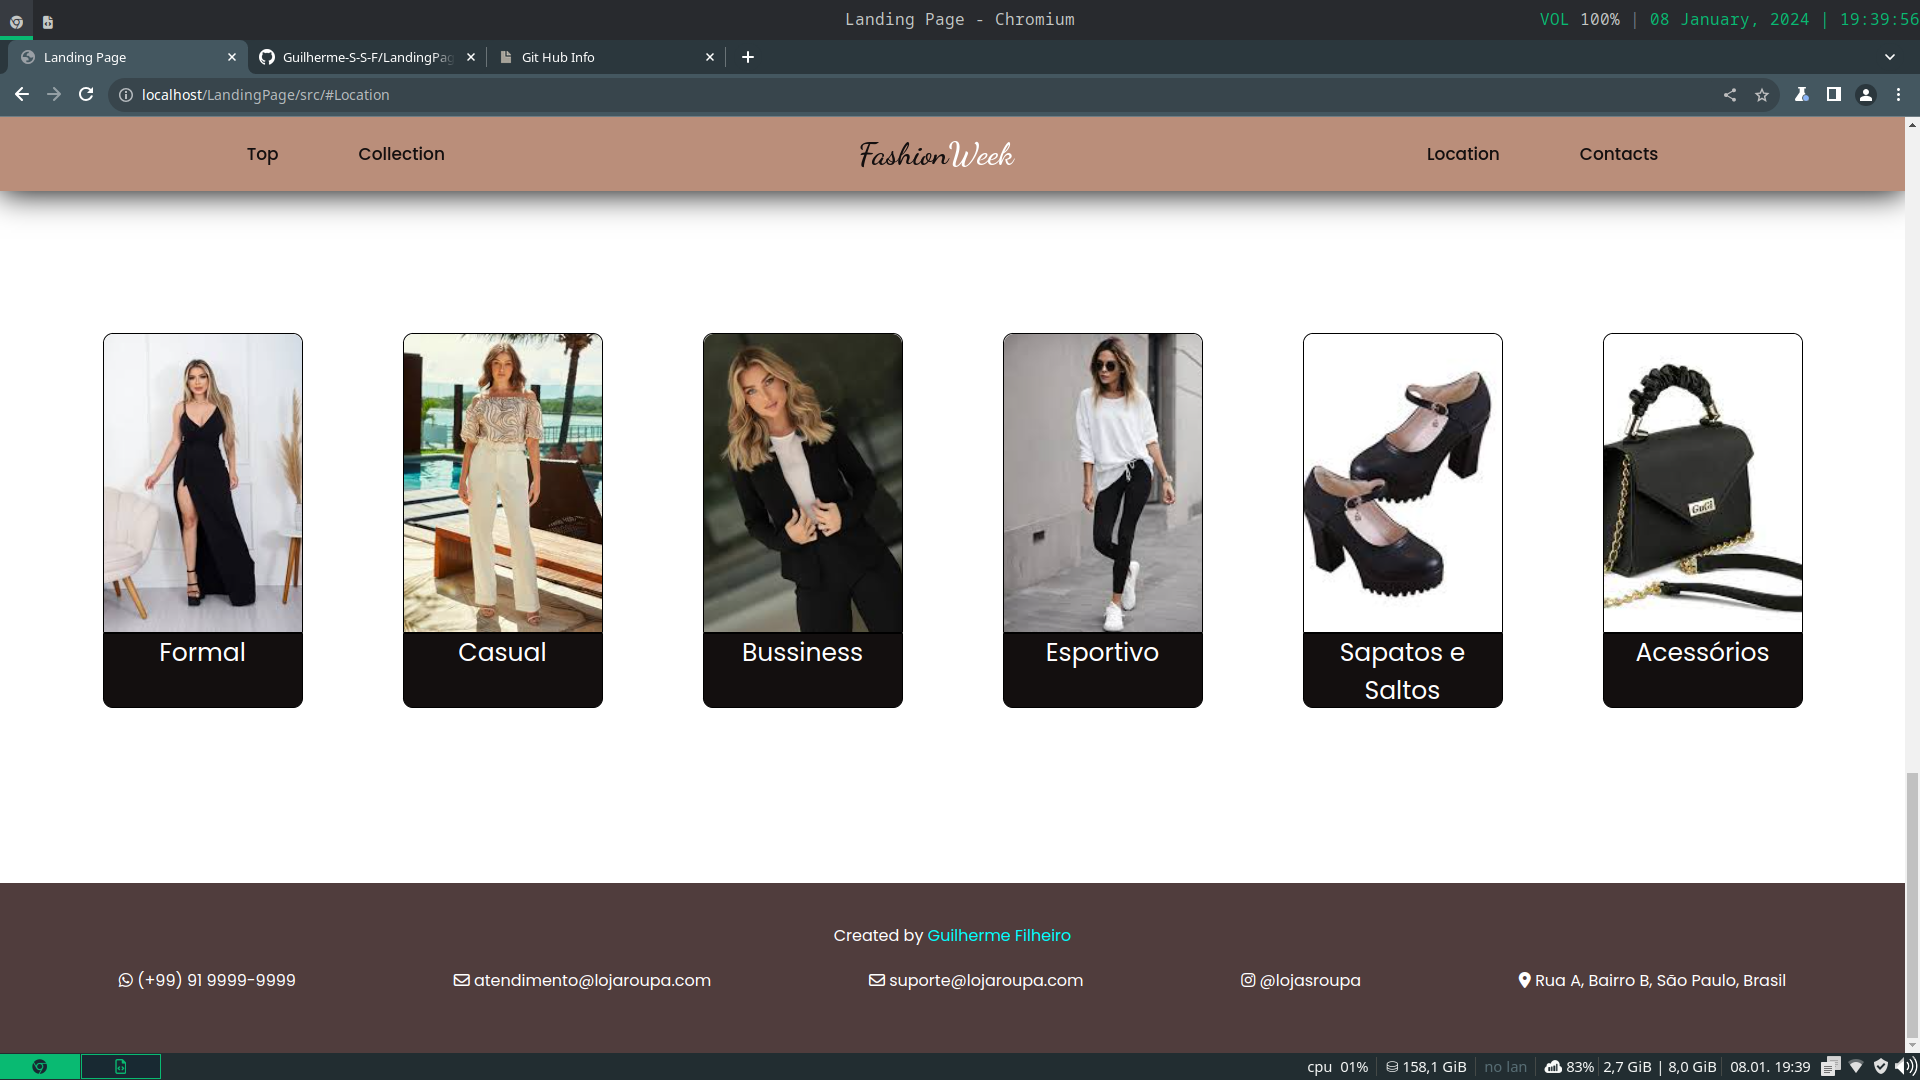 Landing Page - Chromium
VOL 100% | 08 January, 2024 | 19:39:56
Landing Page
Guilherme-S-S-F/LandingPag
Git Hub Info
localhost/LandingPage/src/#Location
Top
Collection
FashionWeek
Location
Contacts
GuGi
Formal
Casual
Bussiness
Esportivo
Sapatos e
Saltos
Acessórios
Created by Guilherme Filheiro
(+99) 91 9999-9999
atendimento@lojaroupa.com
suporte@lojaroupa.com
@lojasroupa
Rua A, Bairro B, São Paulo, Brasil
cpu 01% 158,1 GiB no lan 83% 2,7 GiB | 8,0 GiB 08.01. 19:39